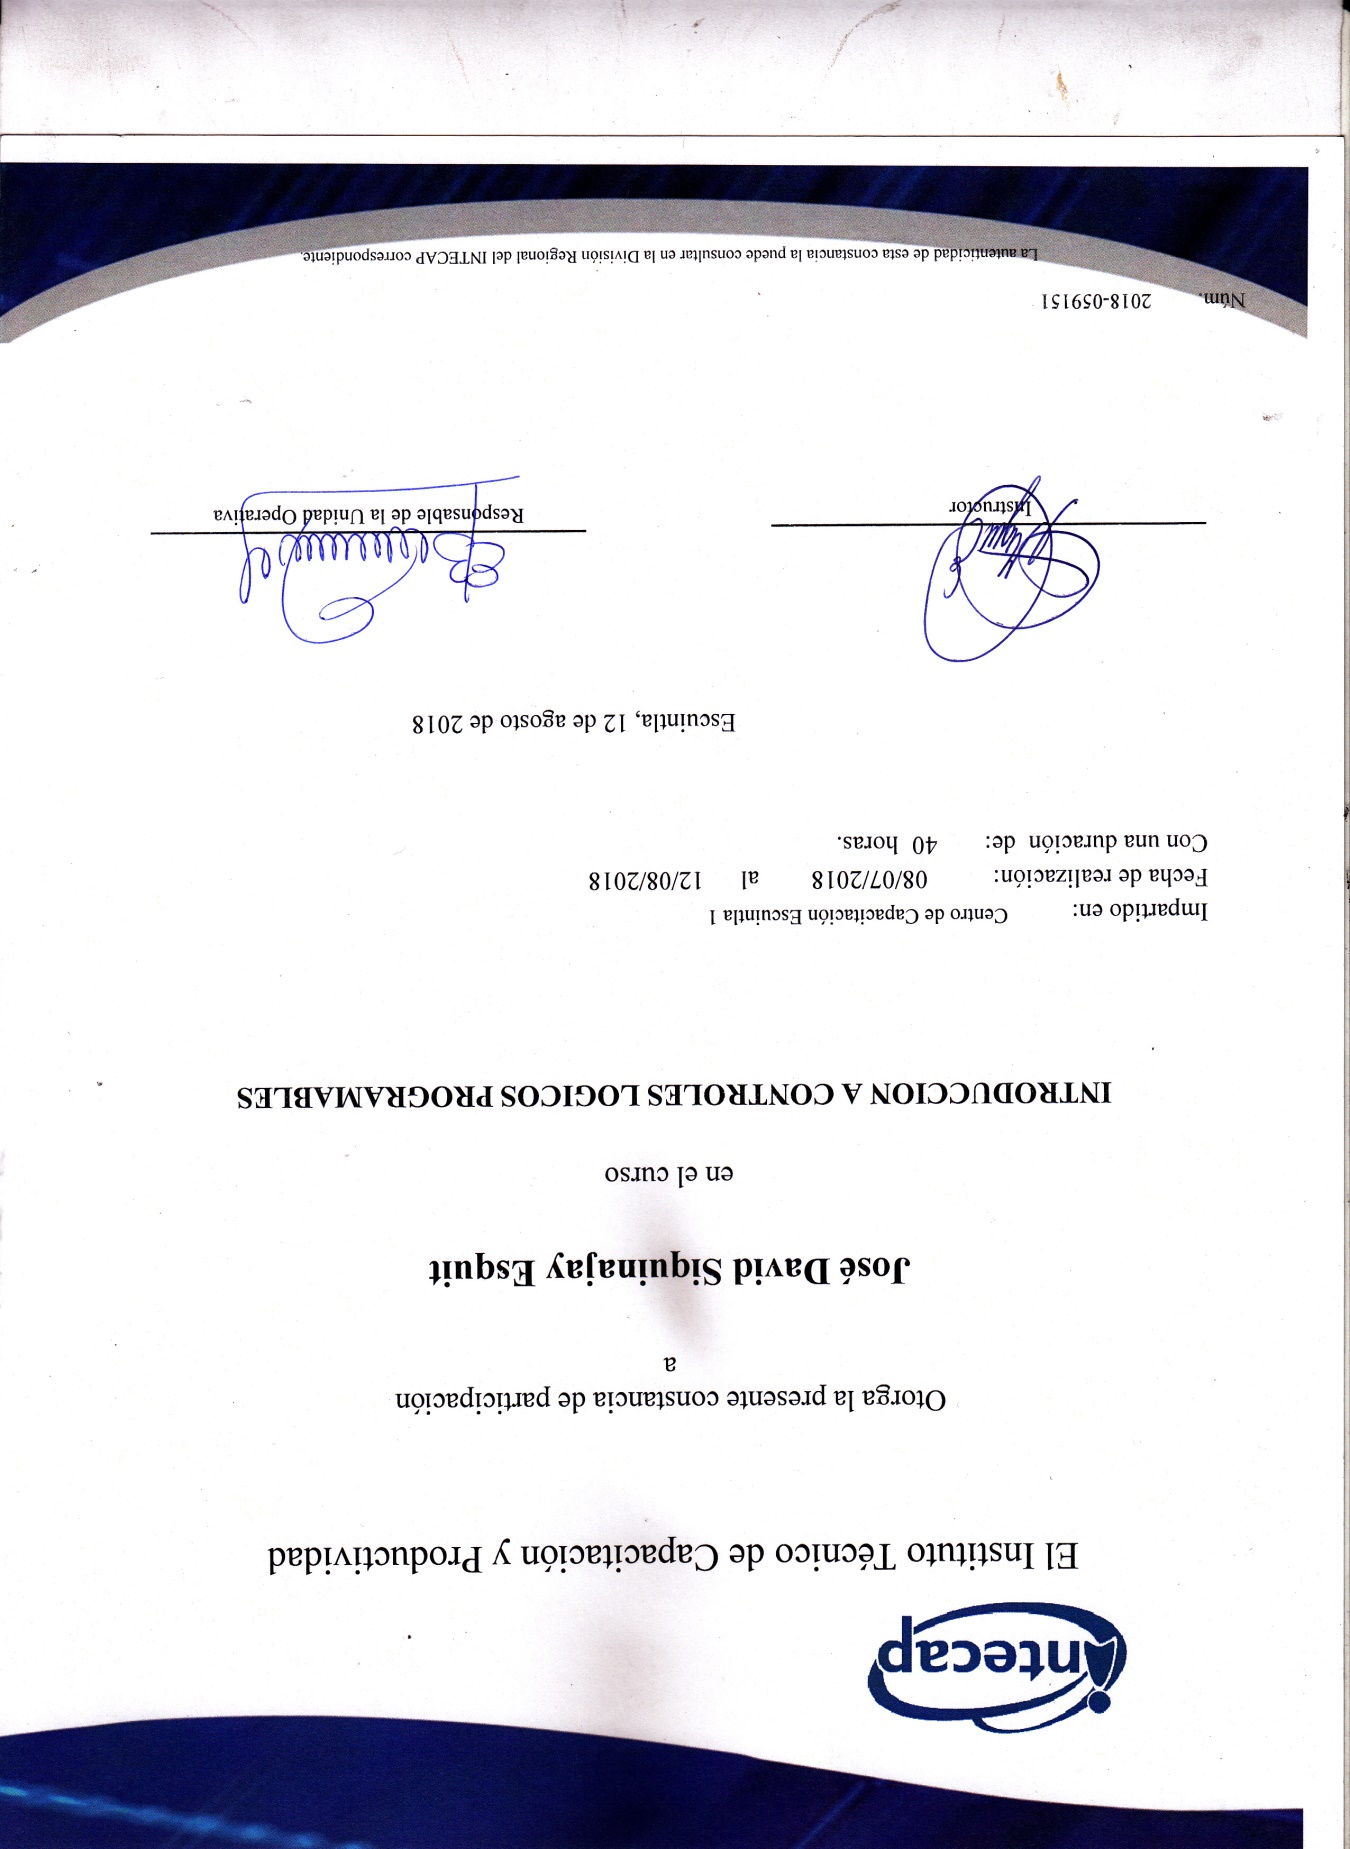 intecap
El Instituto Técnico de Capacitación y Productividad
Otorga la presente constancia de participación
a
José David Siquinajay Esquit
en el curso
INTRODUCCION A CONTROLES LOGICOS PROGRAMABLES
Impartido en: Centro de Capacitación Escuintla 1
Fecha de realización: 08/07/2018 al 12/08/2018
Con una duración de: 40 horas.
Escuintla, 12 de agosto de 2018
Instructor Responsable de la Unidad Operativa
Núm. 2018-059151
La autenticidad de esta constancia la puede consultar en la División Regional del INTECAP correspondiente.